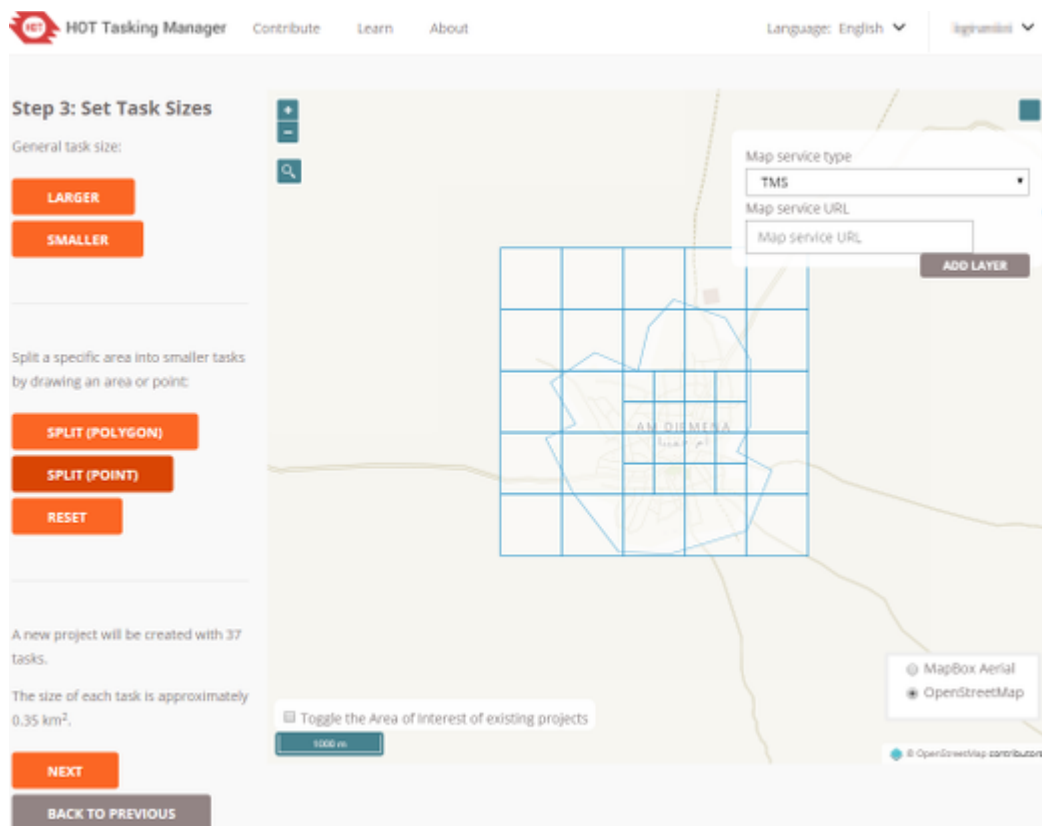 HOT
HOT Tasking Manager
Contribute
Learn
About
Language: English
Step 3: Set Task Sizes
General task size:
LARGER
SMALLER
Split a specific area into smaller tasks
by drawing an area or point:
SPLIT (POLYGON)
SPLIT (POINT)
RESET
A new project will be created with 37
tasks.
The size of each task is approximately
0.35 km².
NEXT
BACK TO PREVIOUS
+
−
Map service type
TMS
Map service URL
Map service URL
ADD LAYER
AM DJEMENA
ام جمينا
MapBox Aerial
OpenStreetMap
Toggle the Area of Interest of existing projects
1000 m
© OpenStreetMap contributors